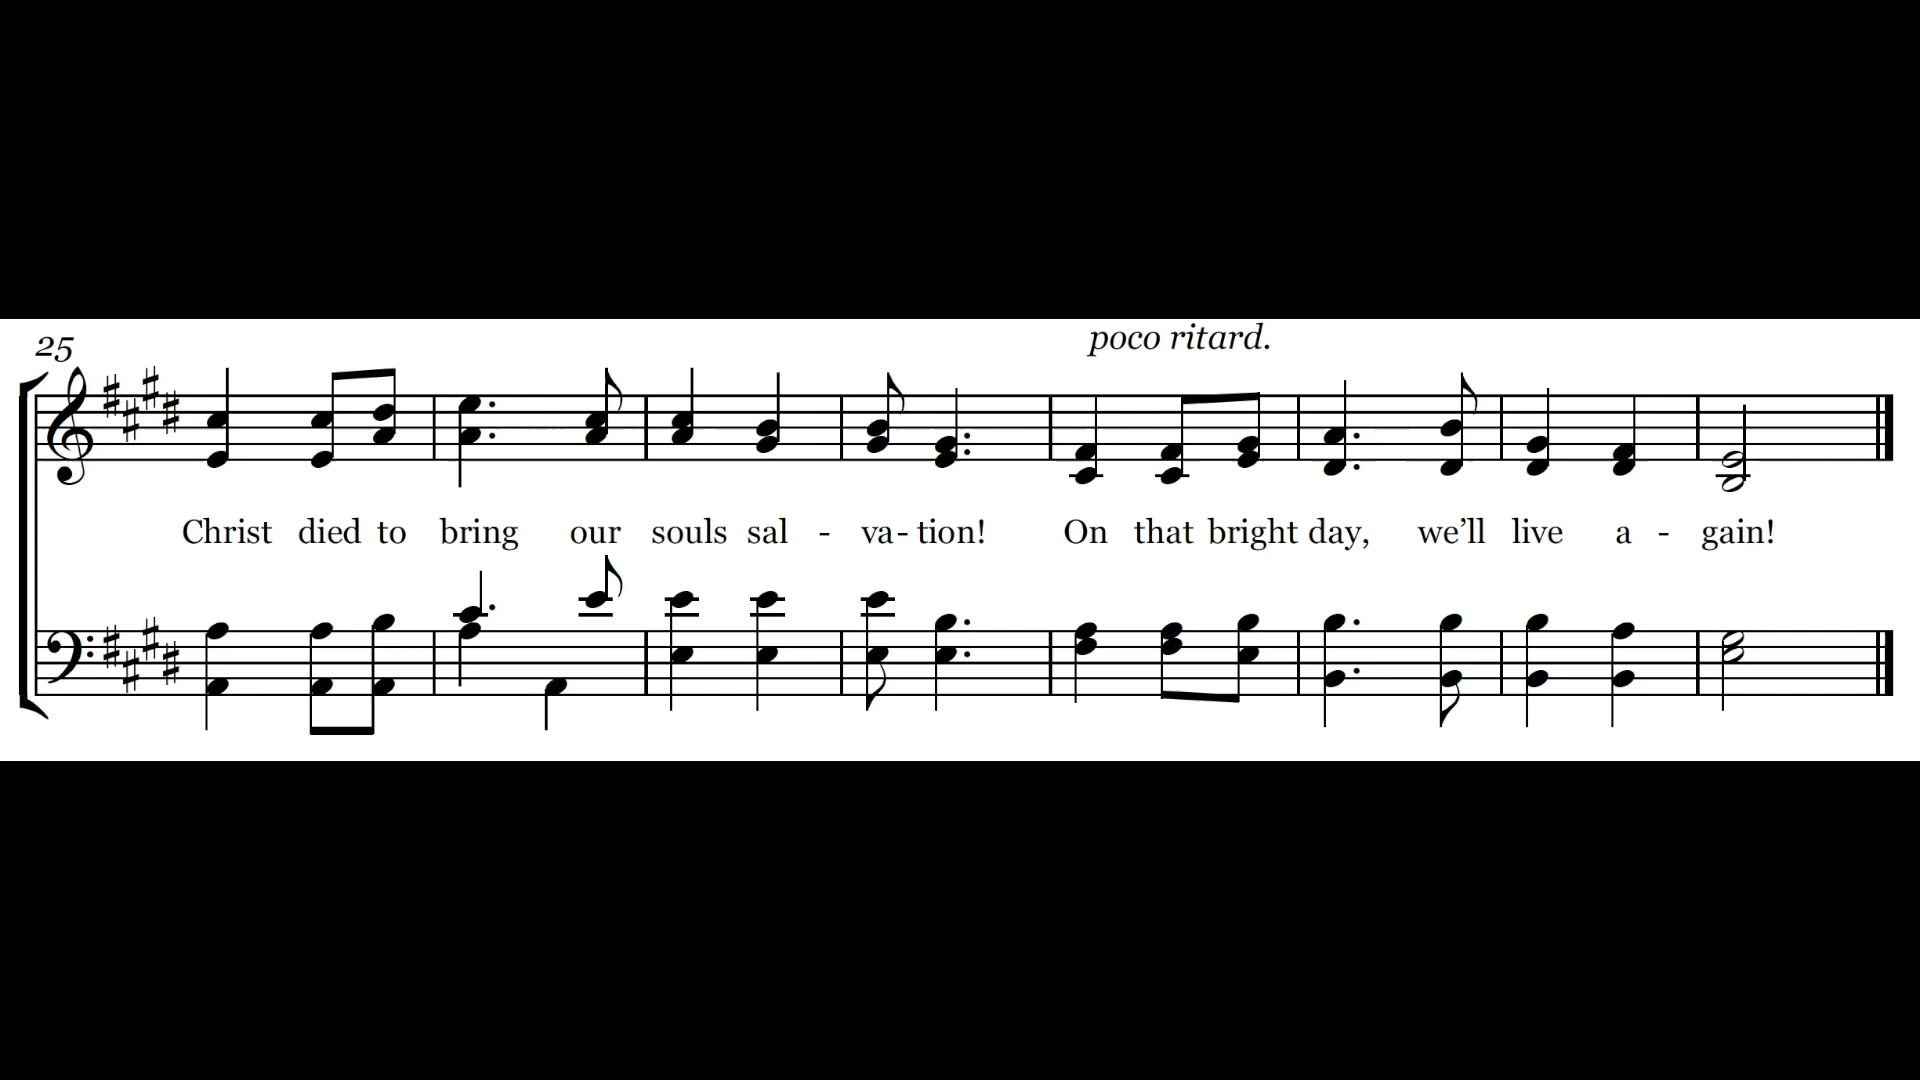 25
poco ritard.
Christ died to bring our souls sal - va - tion! On that bright day, we’ll live a - gain!